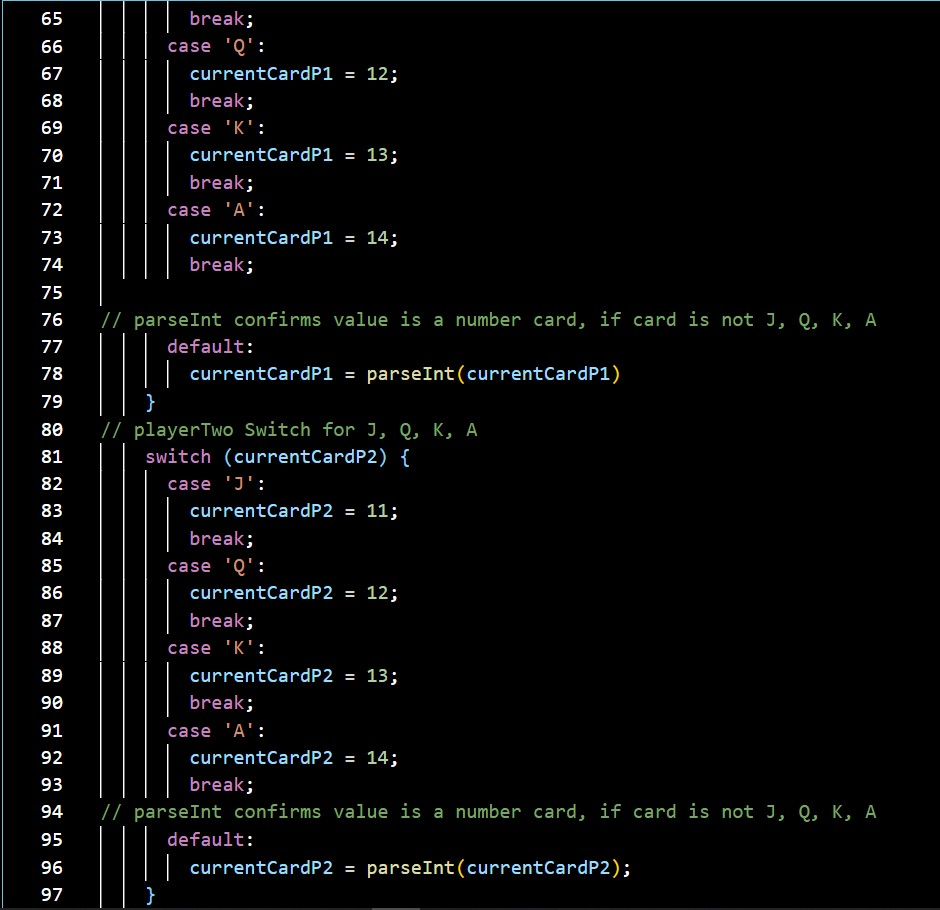 65 break;
66 case 'Q':
67 currentCardP1 = 12;
68 break;
69 case 'K':
70 currentCardP1 = 13;
71 break;
72 case 'A':
73 currentCardP1 = 14;
74 break;
75
76 // parseInt confirms value is a number card, if card is not J, Q, K, A
77 default:
78 currentCardP1 = parseInt(currentCardP1)
79 }
80 // playerTwo Switch for J, Q, K, A
81 switch (currentCardP2) {
82 case 'J':
83 currentCardP2 = 11;
84 break;
85 case 'Q':
86 currentCardP2 = 12;
87 break;
88 case 'K':
89 currentCardP2 = 13;
90 break;
91 case 'A':
92 currentCardP2 = 14;
93 break;
94 // parseInt confirms value is a number card, if card is not J, Q, K, A
95 default:
96 currentCardP2 = parseInt(currentCardP2);
97 }